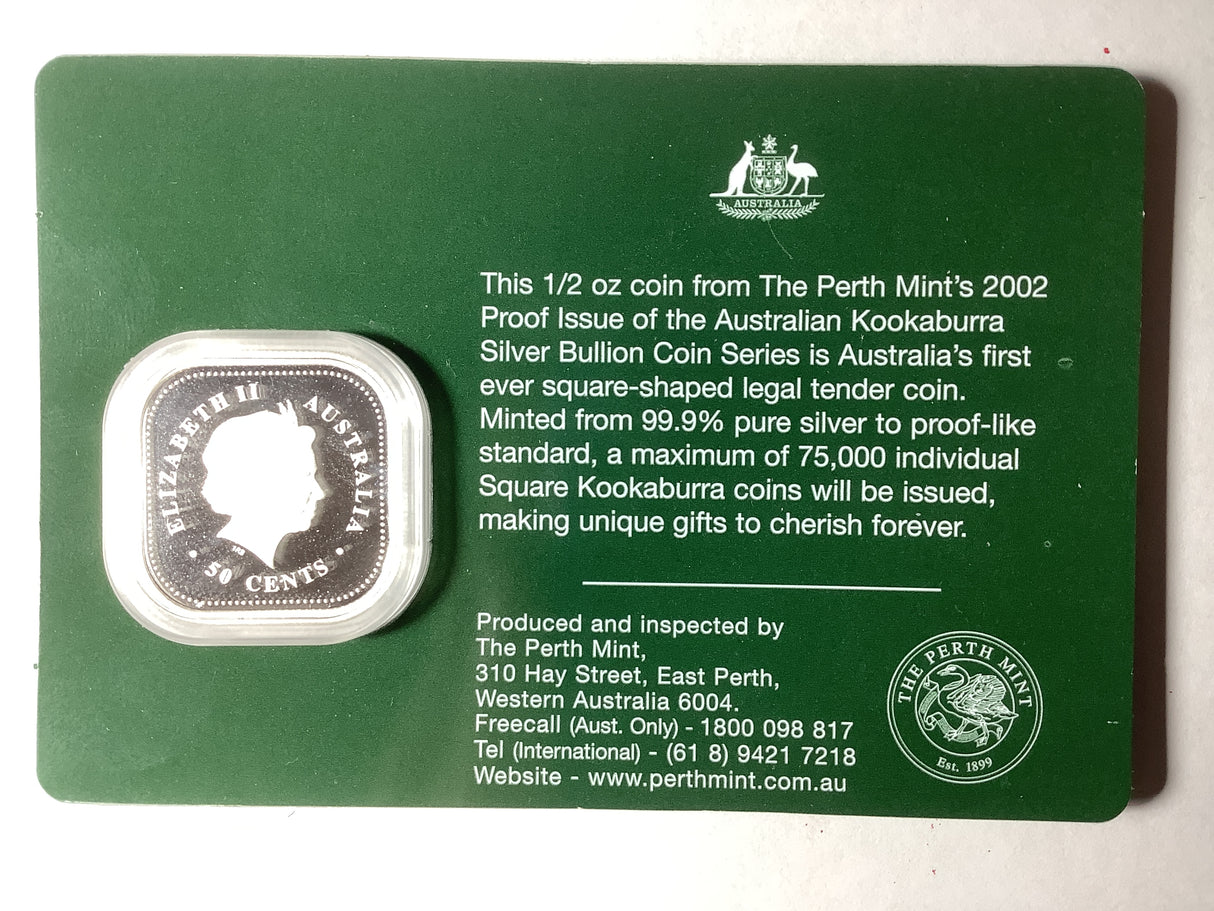 AUSTRALIA
This 1/2 oz coin from The Perth Mint's 2002
Proof Issue of the Australian Kookaburra
Silver Bullion Coin Series is Australia's first
ever square-shaped legal tender coin.
Minted from 99.9% pure silver to proof-like
standard, a maximum of 75,000 individual
Square Kookaburra coins will be issued,
making unique gifts to cherish forever.
ELIZABETH II AUSTRALIA
50 CENTS
Produced and inspected by
The Perth Mint,
310 Hay Street, East Perth,
Western Australia 6004.
Freecall (Aust. Only) - 1800 098 817
Tel (International) - (61 8) 9421 7218
Website - www.perthmint.com.au
THE PERTH MINT
Est. 1899